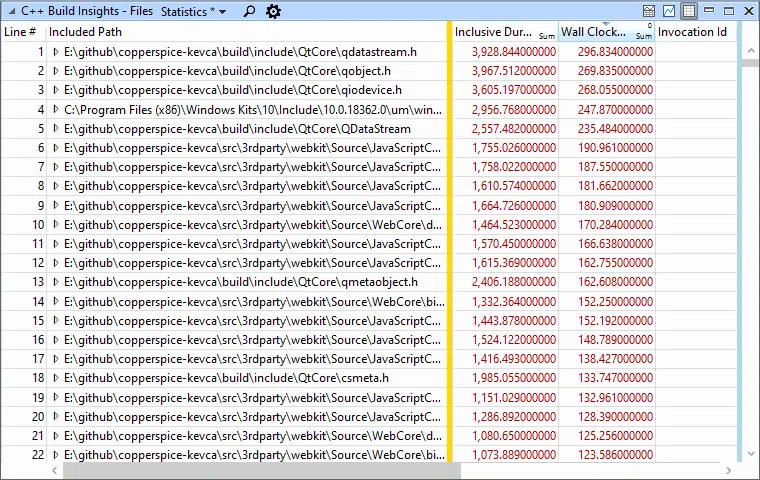 C++ Build Insights - Files Statistics *
Line # Included Path Inclusive Dur... Sum Wall Clock... 0 Sum Invocation Id
1 E:\github\copperspice-kevca\build\include\QtCore\qdatastream.h 3,928.844000000 296.834000000
2 E:\github\copperspice-kevca\build\include\QtCore\qobject.h 3,967.512000000 269.835000000
3 E:\github\copperspice-kevca\build\include\QtCore\qiodevice.h 3,605.197000000 268.055000000
4 C:\Program Files (x86)\Windows Kits\10\Include\10.0.18362.0\um\win... 2,956.768000000 247.870000000
5 E:\github\copperspice-kevca\build\include\QtCore\QDataStream 2,557.482000000 235.484000000
6 E:\github\copperspice-kevca\src\3rdparty\webkit\Source\JavaScriptC... 1,755.026000000 190.961000000
7 E:\github\copperspice-kevca\src\3rdparty\webkit\Source\JavaScriptC... 1,758.022000000 187.550000000
8 E:\github\copperspice-kevca\src\3rdparty\webkit\Source\JavaScriptC... 1,610.574000000 181.662000000
9 E:\github\copperspice-kevca\src\3rdparty\webkit\Source\JavaScriptC... 1,664.726000000 180.909000000
10 E:\github\copperspice-kevca\src\3rdparty\webkit\Source\WebCore\d... 1,464.523000000 170.284000000
11 E:\github\copperspice-kevca\src\3rdparty\webkit\Source\JavaScriptC... 1,570.450000000 166.638000000
12 E:\github\copperspice-kevca\src\3rdparty\webkit\Source\JavaScriptC... 1,615.369000000 162.755000000
13 E:\github\copperspice-kevca\build\include\QtCore\qmetaobject.h 2,406.188000000 162.608000000
14 E:\github\copperspice-kevca\src\3rdparty\webkit\Source\WebCore\bi... 1,332.364000000 152.250000000
15 E:\github\copperspice-kevca\src\3rdparty\webkit\Source\JavaScriptC... 1,443.878000000 152.192000000
16 E:\github\copperspice-kevca\src\3rdparty\webkit\Source\JavaScriptC... 1,524.122000000 148.789000000
17 E:\github\copperspice-kevca\src\3rdparty\webkit\Source\JavaScriptC... 1,416.493000000 138.427000000
18 E:\github\copperspice-kevca\build\include\QtCore\csmeta.h 1,985.055000000 133.747000000
19 E:\github\copperspice-kevca\src\3rdparty\webkit\Source\JavaScriptC... 1,151.029000000 132.961000000
20 E:\github\copperspice-kevca\src\3rdparty\webkit\Source\JavaScriptC... 1,286.892000000 128.390000000
21 E:\github\copperspice-kevca\src\3rdparty\webkit\Source\WebCore\d... 1,080.650000000 125.256000000
22 E:\github\copperspice-kevca\src\3rdparty\webkit\Source\WebCore\bi... 1,073.889000000 123.586000000